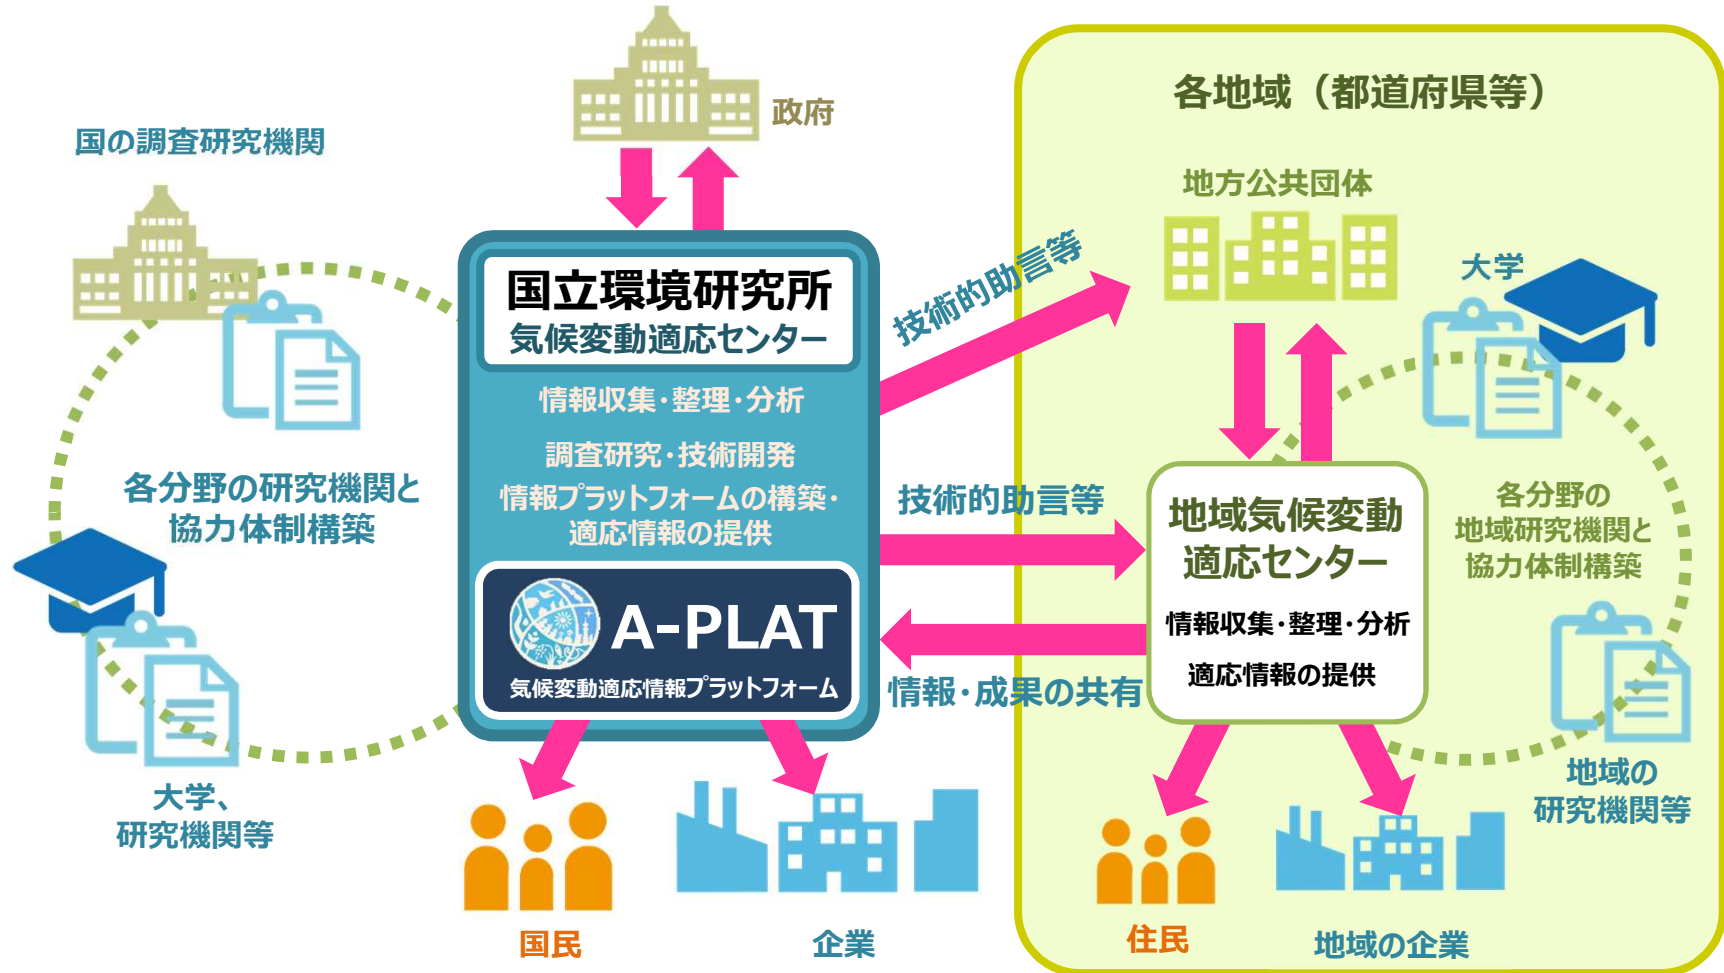 政府
国の調査研究機関
国立環境研究所
気候変動適応センター
情報収集・整理・分析
調査研究・技術開発
情報プラットフォームの構築・
適応情報の提供
A-PLAT
気候変動適応情報プラットフォーム
各分野の研究機関と
協力体制構築
大学、
研究機関等
国民
企業
技術的助言等
技術的助言等
情報・成果の共有
各地域（都道府県等）
地方公共団体
大学
地域気候変動
適応センター
情報収集・整理・分析
適応情報の提供
各分野の
地域研究機関と
協力体制構築
地域の
研究機関等
住民
地域の企業